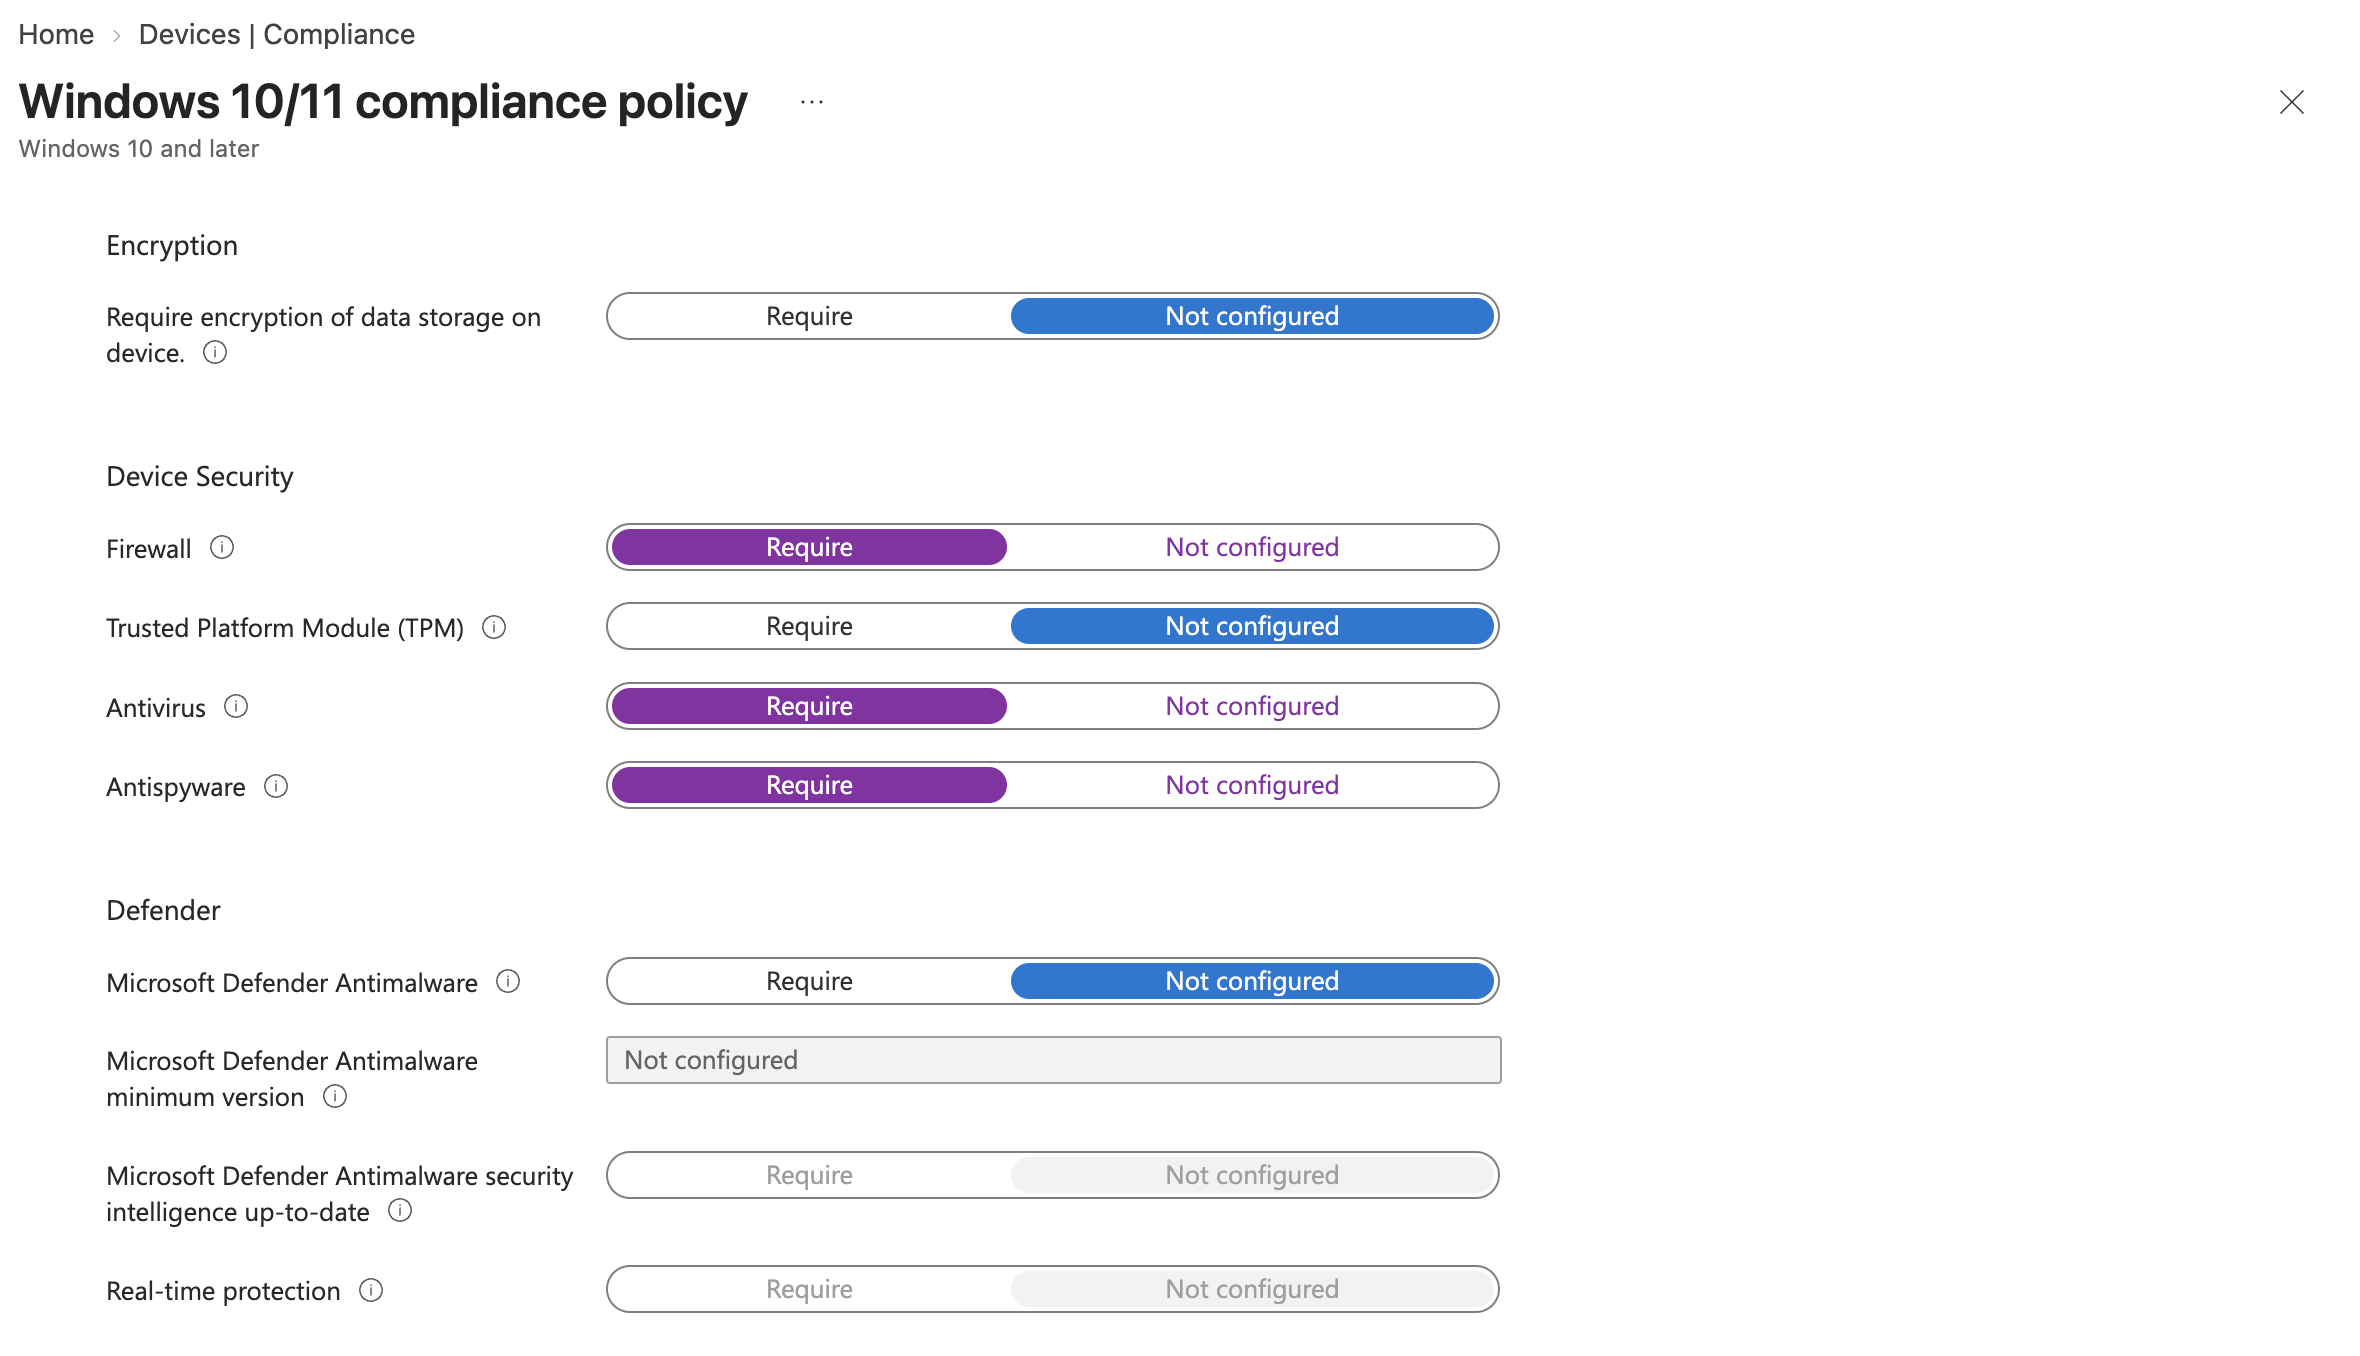 Home > Devices | Compliance
Windows 10/11 compliance policy ...
Windows 10 and later
Encryption
Require encryption of data storage on
device.
Require Not configured
Device Security
Firewall Require Not configured
Trusted Platform Module (TPM) Require Not configured
Antivirus Require Not configured
Antispyware Require Not configured
Defender
Microsoft Defender Antimalware Require Not configured
Microsoft Defender Antimalware
minimum version
Not configured
Microsoft Defender Antimalware security
intelligence up-to-date
Require Not configured
Real-time protection Require Not configured